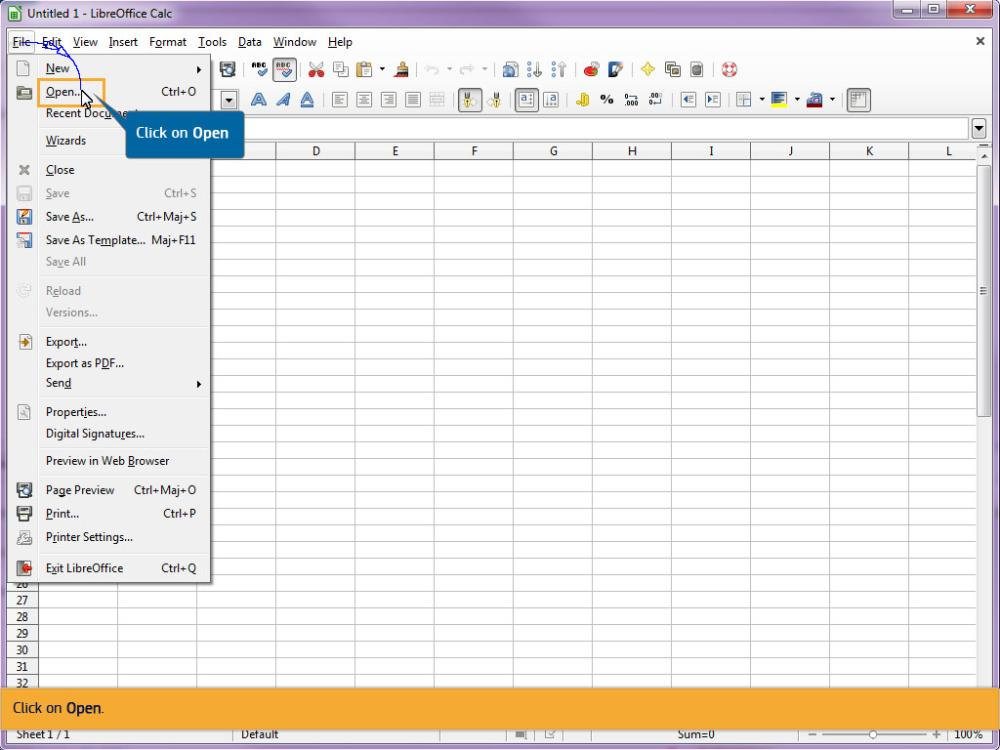 Untitled 1 - LibreOffice Calc
File Edit View Insert Format Tools Data Window Help
New
Open... Ctrl+O
Click on Open
Wizards
D E F G H I J K L
Close
Save Ctrl+S
Save As... Ctrl+Maj+S
Save As Template... Maj+F11
Save All
Reload
Versions...
Export...
Export as PDF...
Send
Properties...
Digital Signatures...
Preview in Web Browser
Page Preview Ctrl+Maj+O
Print... Ctrl+P
Printer Settings...
Exit LibreOffice Ctrl+Q
26
27
28
29
30
31
32
Click on Open.
Sheet 1 / 1 Default Sum=0 100%